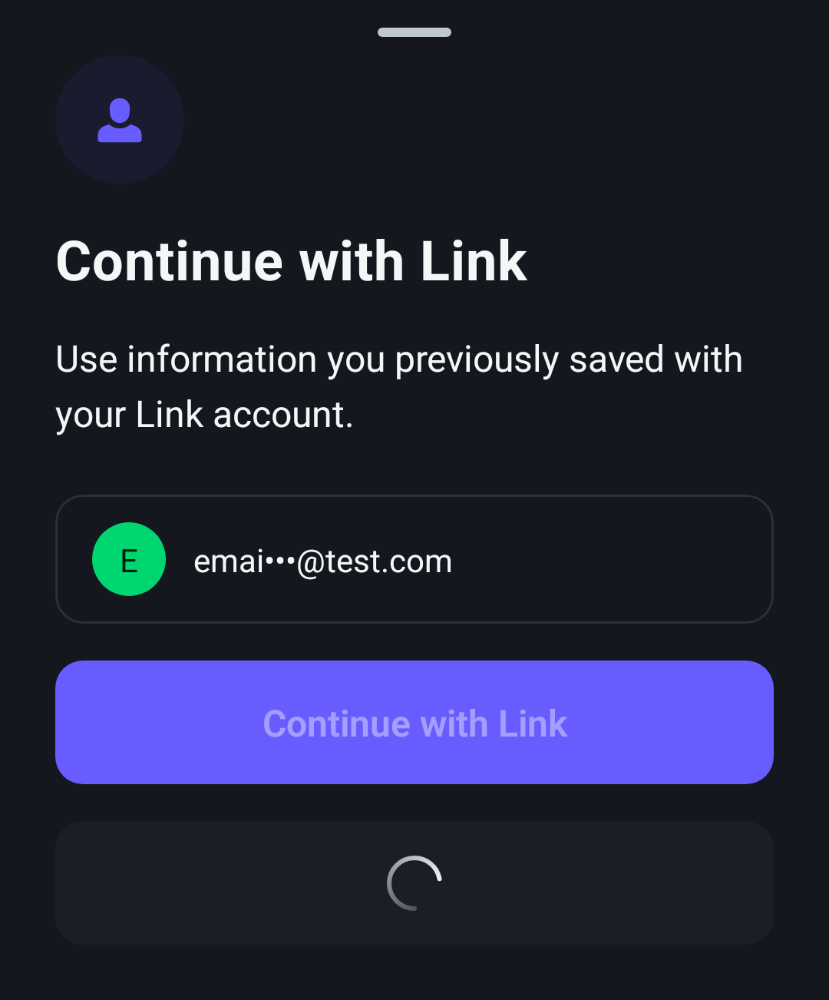 Continue with Link
Use information you previously saved with
your Link account.
E
emai•••@test.com
Continue with Link